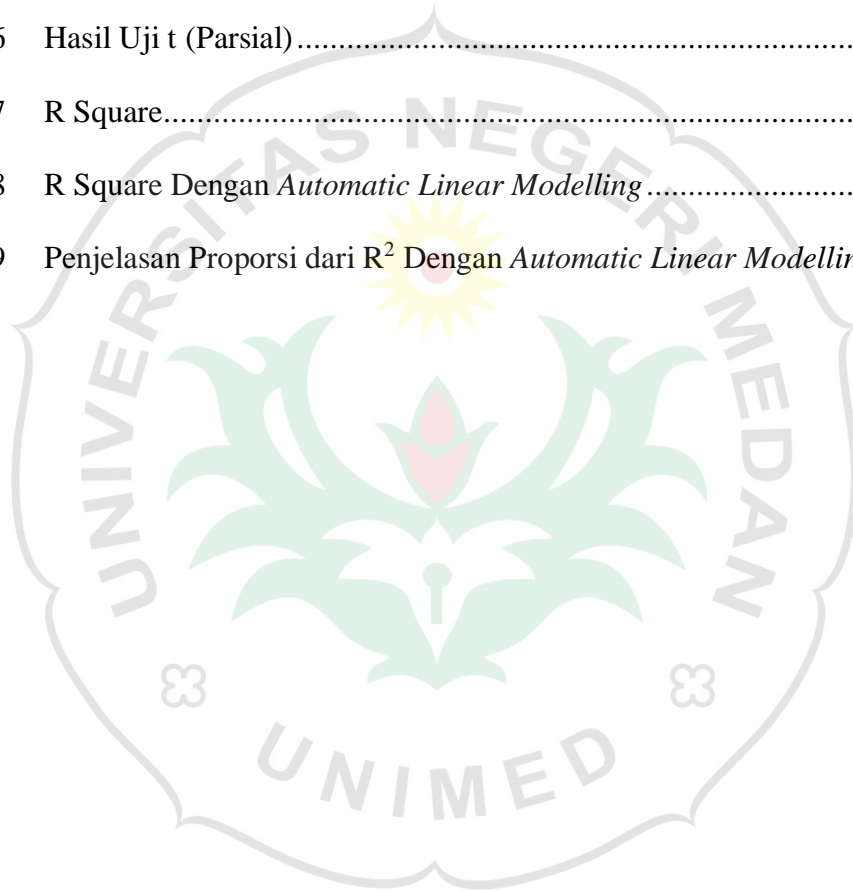 6 Hasil Uji t (Parsial)........................................................................
7 R Square........................................................................................
8 R Square Dengan Automatic Linear Modelling.........................
9 Penjelasan Proporsi dari R² Dengan Automatic Linear Modellin
UNIVERSITAS NEGERI MEDAN
UNIMED